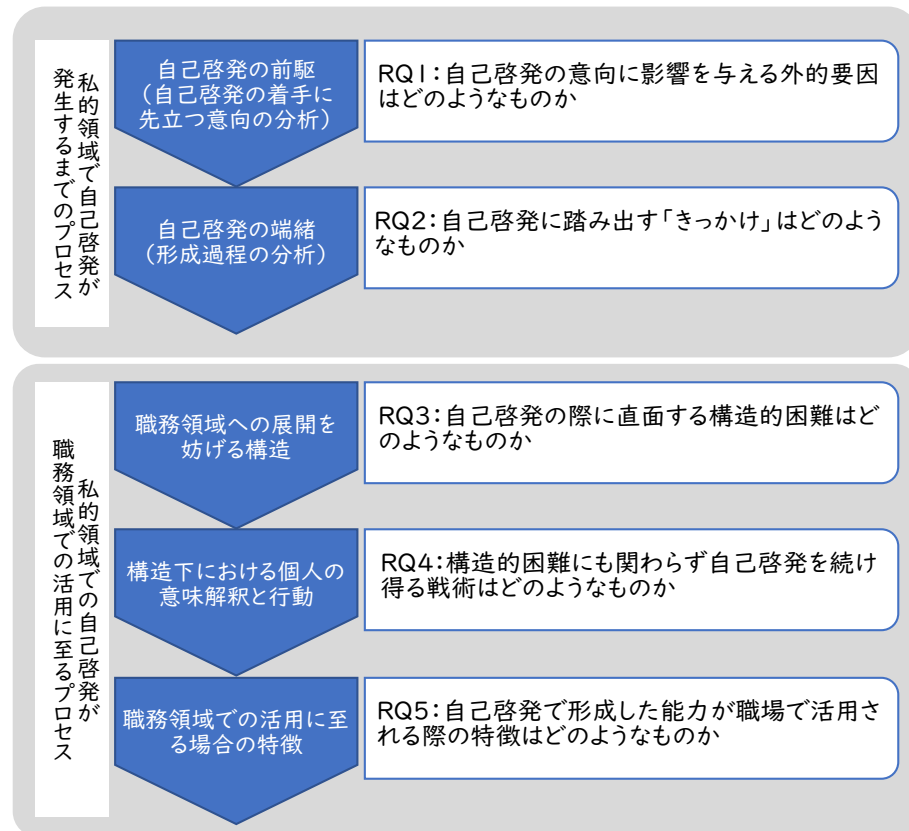 私的領域で自己啓発が
発生するまでのプロセス
自己啓発の前駆
（自己啓発の着手に
先立つ意向の分析）
RQ1：自己啓発の意向に影響を与える外的要因
はどのようなものか
自己啓発の端緒
（形成過程の分析）
RQ2：自己啓発に踏み出す「きっかけ」はどのよう
なものか
私的領域での自己啓発が
職務領域での活用に至るプロセス
職務領域への展開を
妨げる構造
RQ3：自己啓発の際に直面する構造的困難はど
のようなものか
構造下における個人の
意味解釈と行動
RQ4：構造的困難にも関わらず自己啓発を続け
得る戦術はどのようなものか
職務領域での活用に至
る場合の特徴
RQ5：自己啓発で形成した能力が職場で活用さ
れる際の特徴はどのようなものか